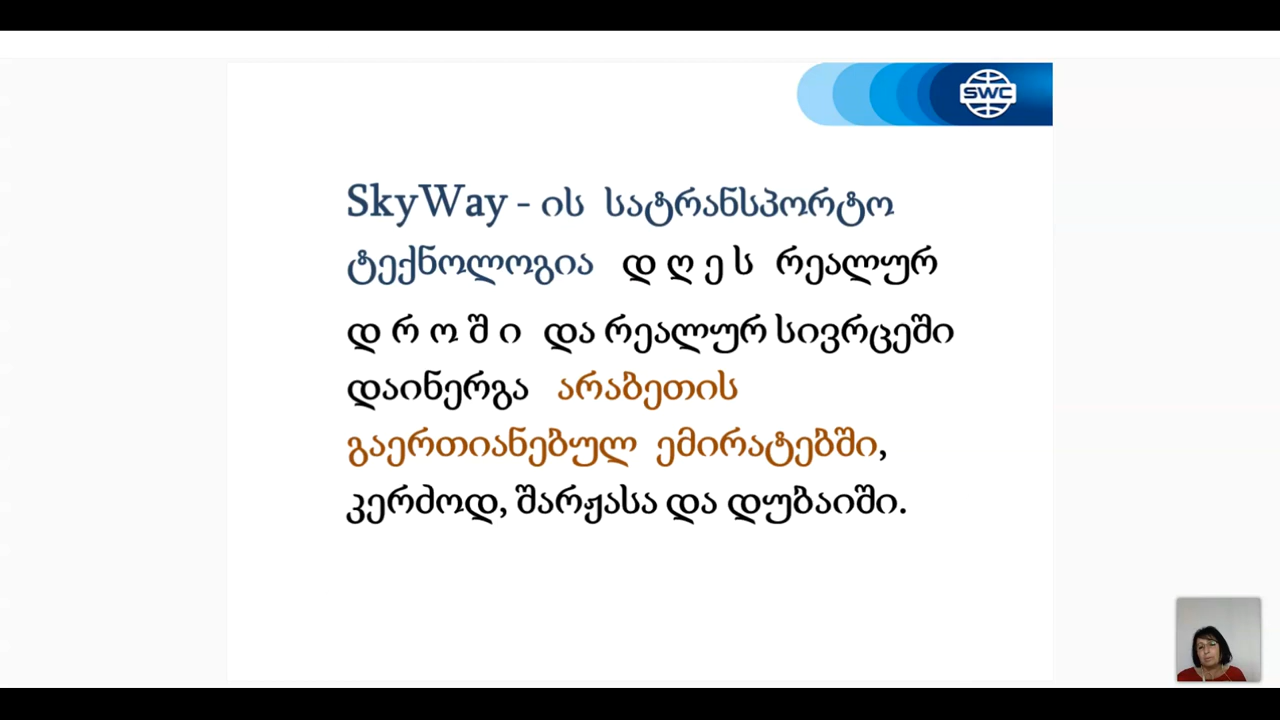 SWC
SkyWay - ის სატრანსპორტო
ტექნოლოგია დ ღ ე ს რეალურ
დ რ ო შ ი და რეალურ სივრცეში
დაინერგა არაბეთის
გაერთიანებულ ემირატებში,
კერძოდ, შარჟასა და დუბაიში.